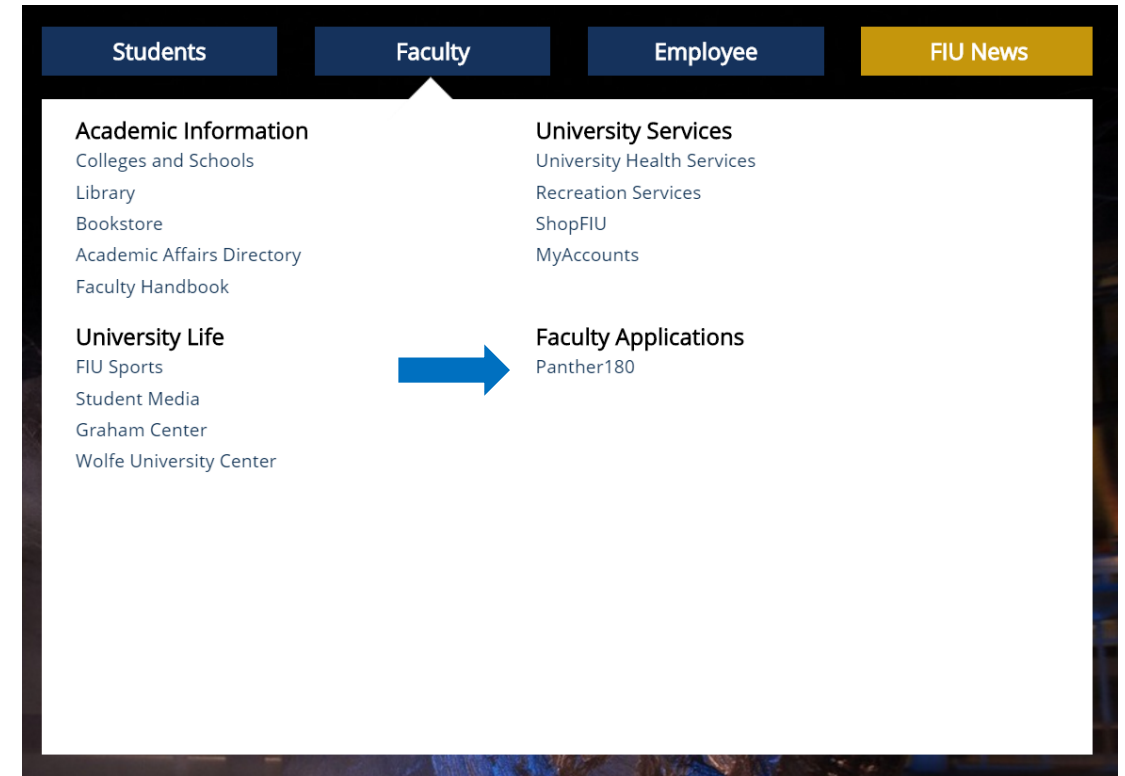 Students
Faculty
Employee
FIU News
Academic Information
Colleges and Schools
Library
Bookstore
Academic Affairs Directory
Faculty Handbook
University Services
University Health Services
Recreation Services
ShopFIU
MyAccounts
University Life
FIU Sports
Student Media
Graham Center
Wolfe University Center
Faculty Applications
Panther180